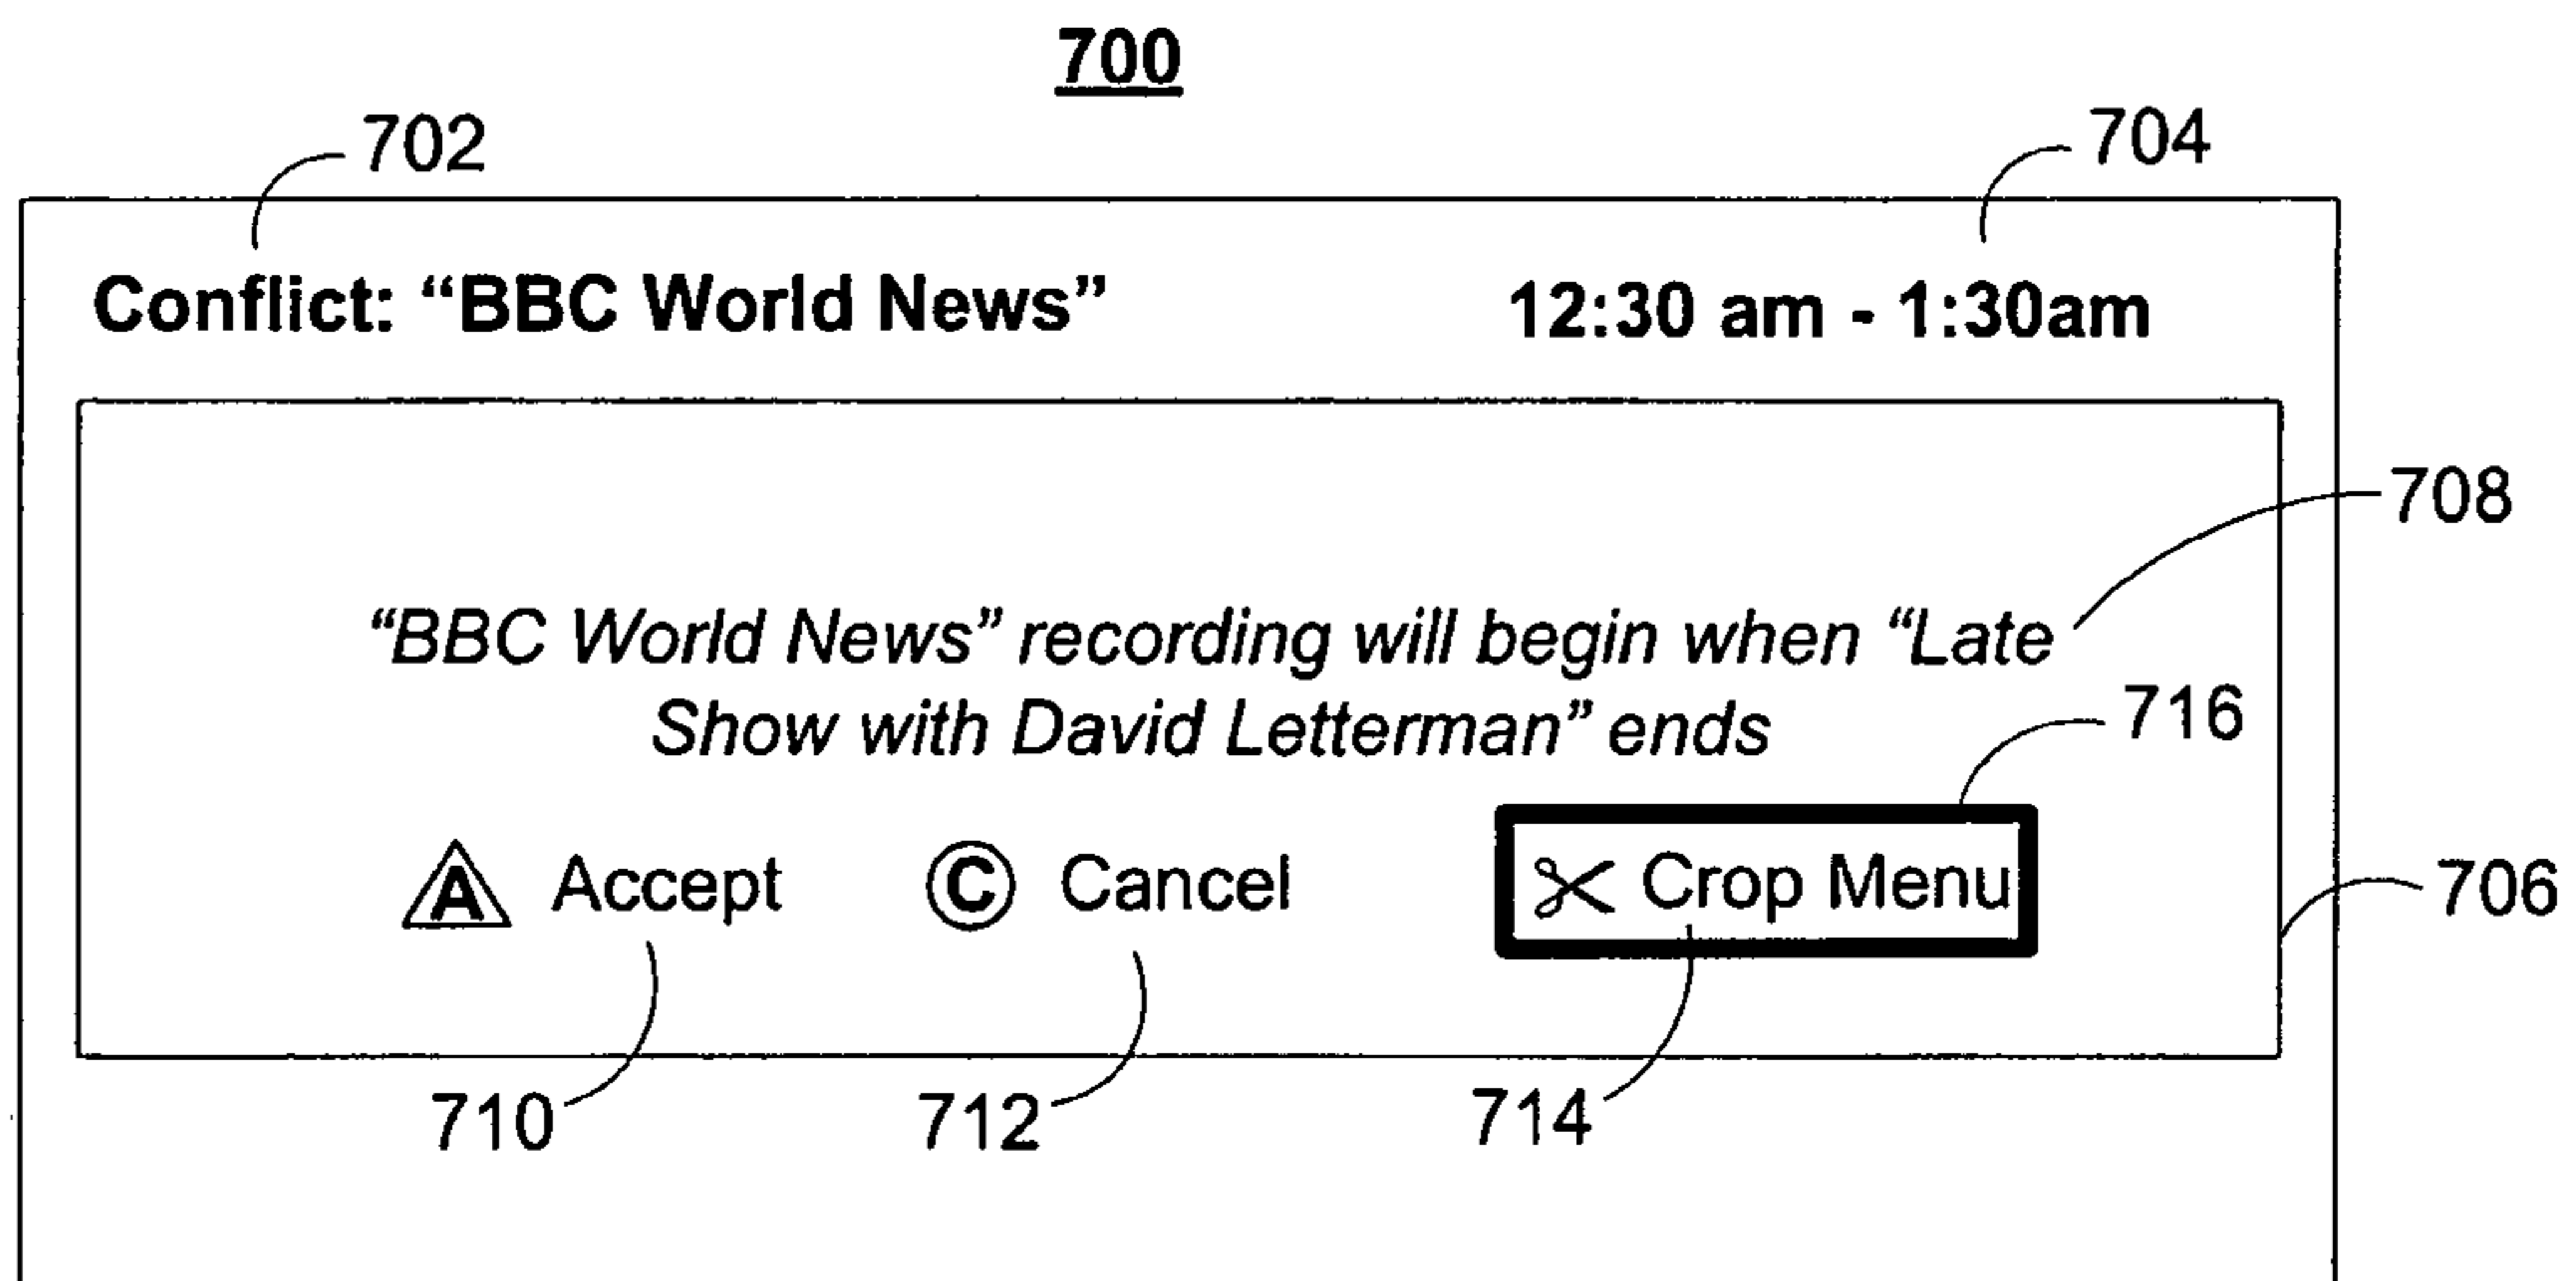 700
702
704
Conflict: “BBC World News” 12:30 am - 1:30am
708
“BBC World News” recording will begin when “Late
Show with David Letterman” ends
716
A Accept C Cancel Crop Menu
706
710 712 714